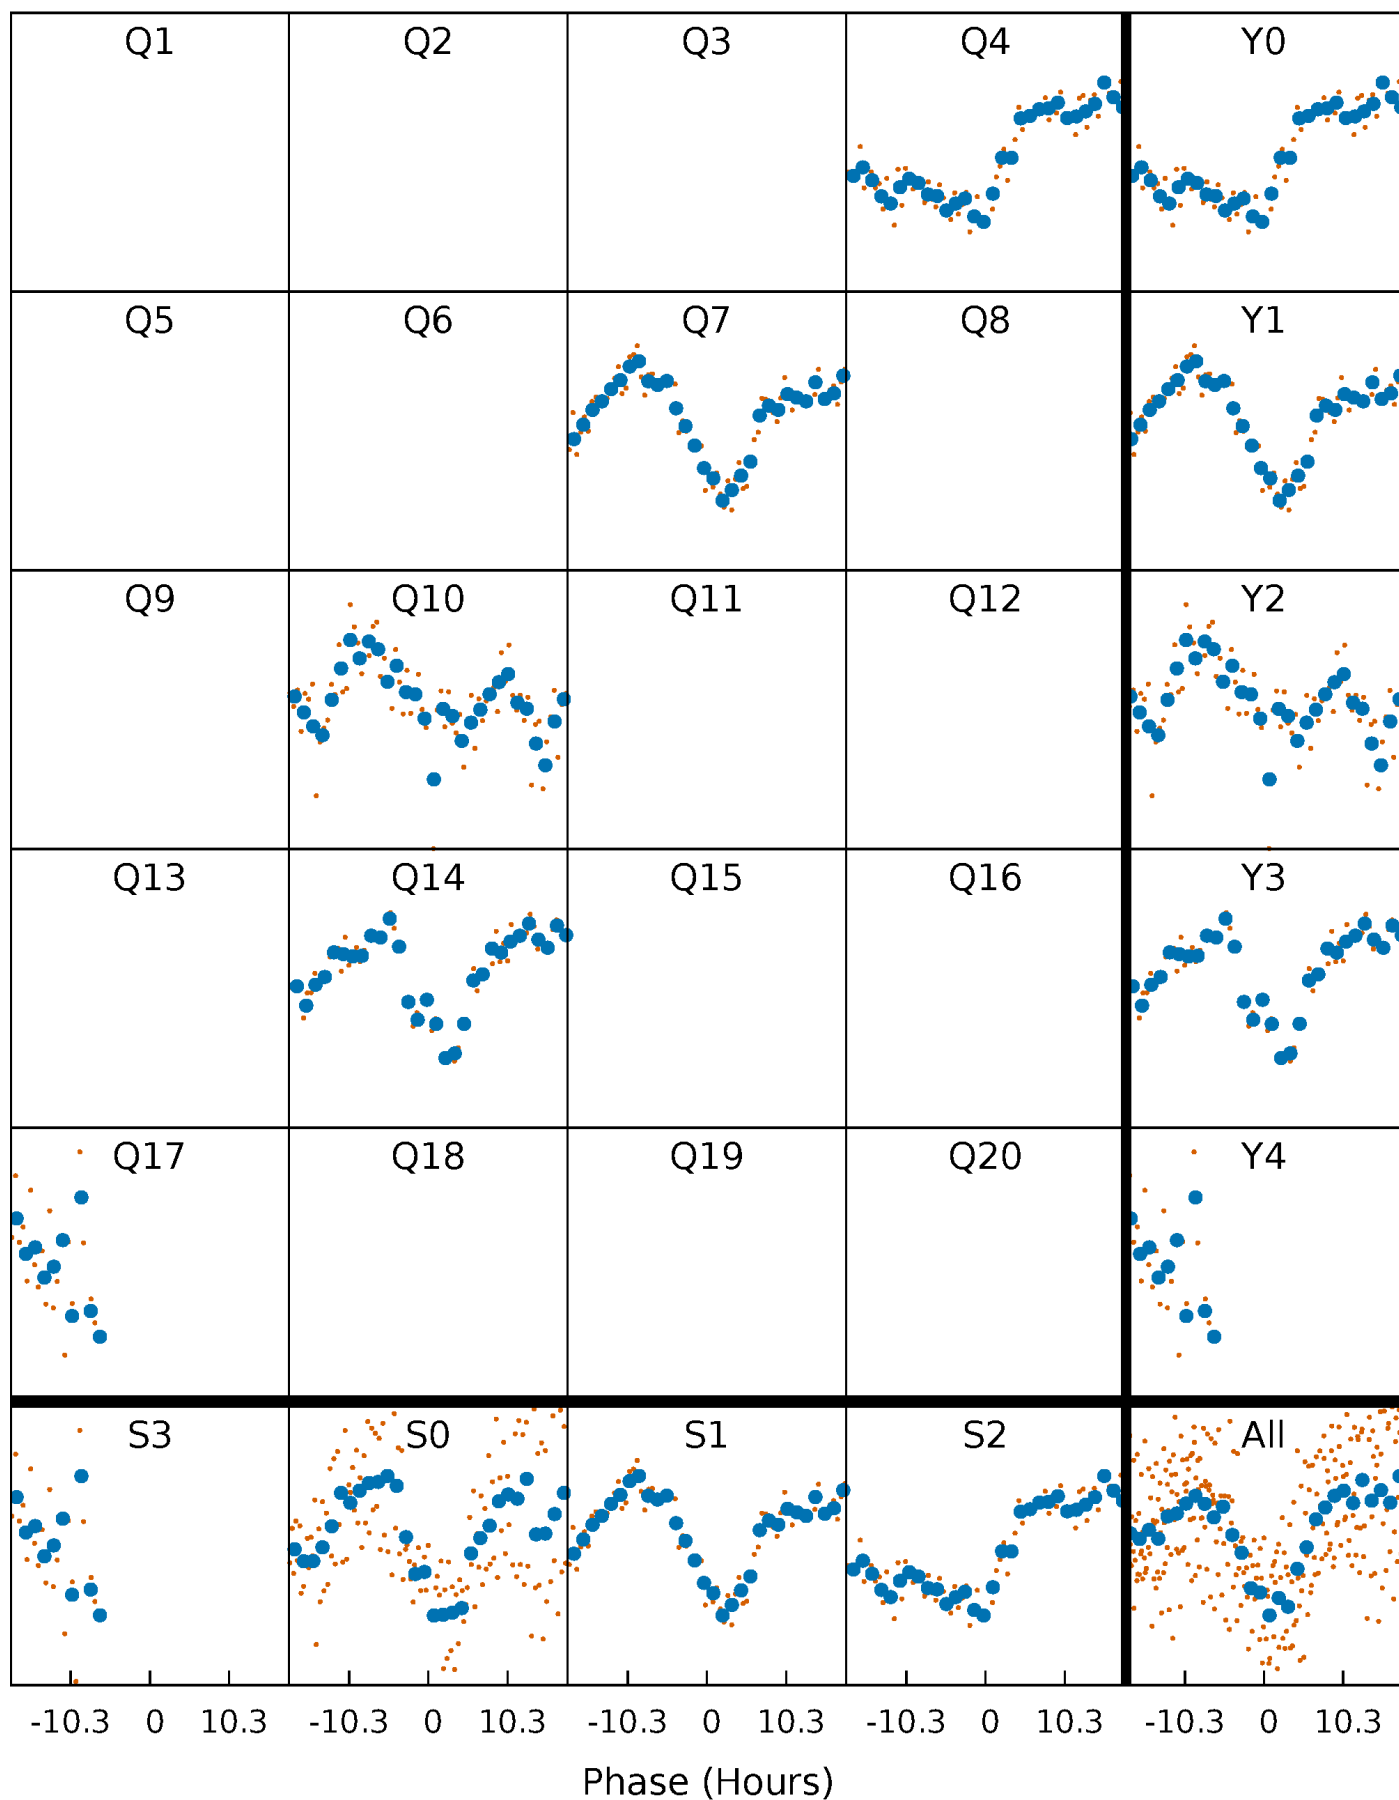 Q1 Q2 Q3 Q4 Y0
Q5 Q6 Q7 Q8 Y1
Q9 Q10 Q11 Q12 Y2
Q13 Q14 Q15 Q16 Y3
Q17 Q18 Q19 Q20 Y4
S3 S0 S1 S2 All
-10.3 0 10.3 -10.3 0 10.3 -10.3 0 10.3 -10.3 0 10.3 -10.3 0 10.3
Phase (Hours)